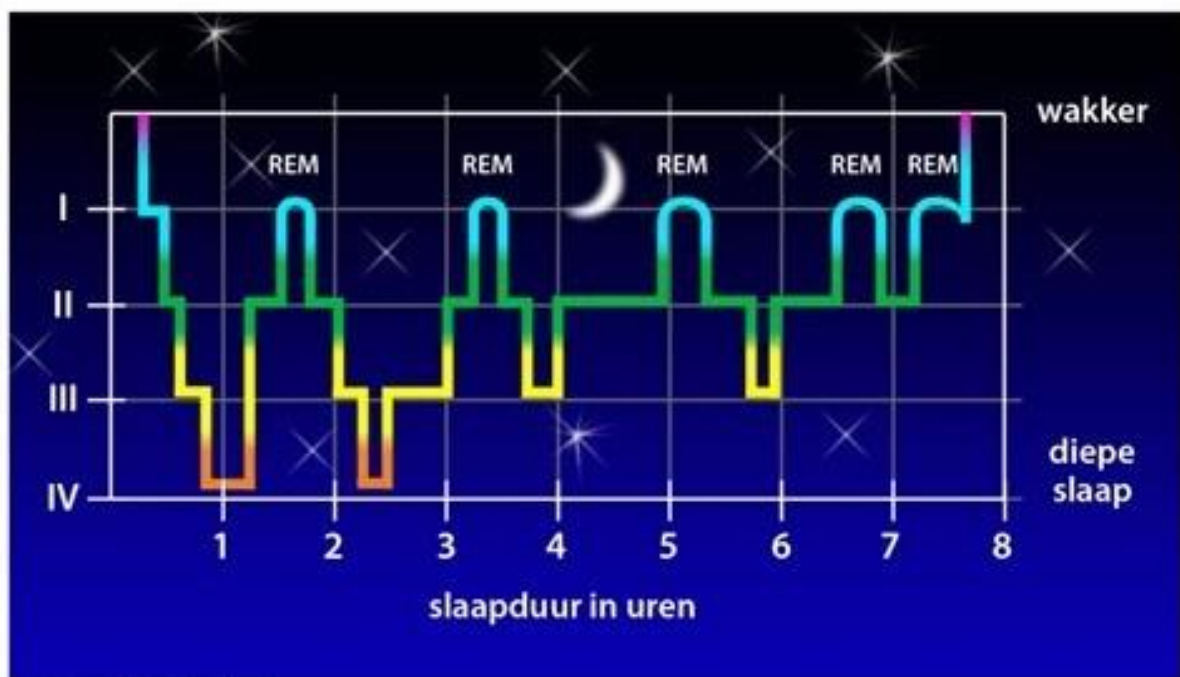 wakker
REM REM REM REM REM
I
II
III
diepe
slaap
IV
1 2 3 4 5 6 7 8
slaapduur in uren